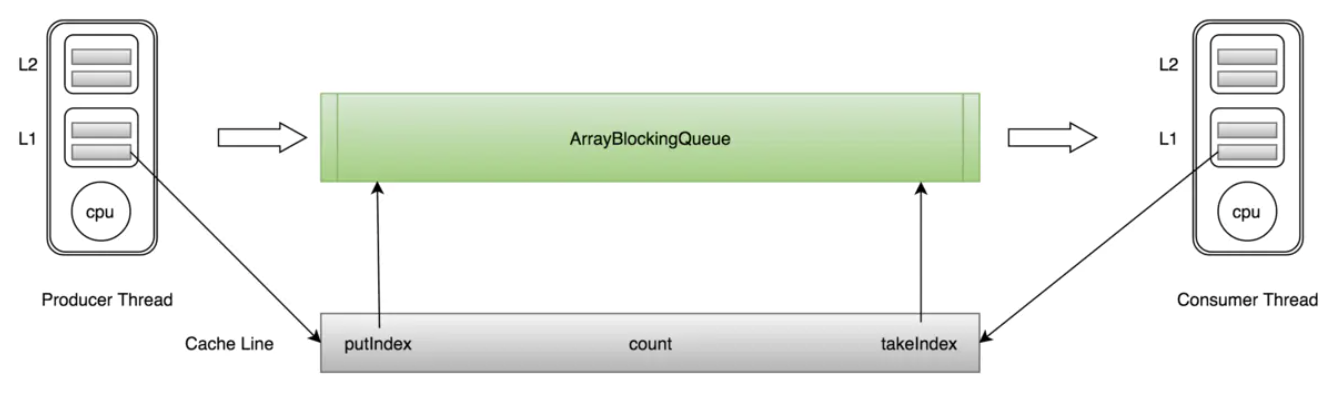 L2
L1
cpu
Producer Thread
ArrayBlockingQueue
Cache Line
putIndex
count
takeIndex
L2
L1
cpu
Consumer Thread